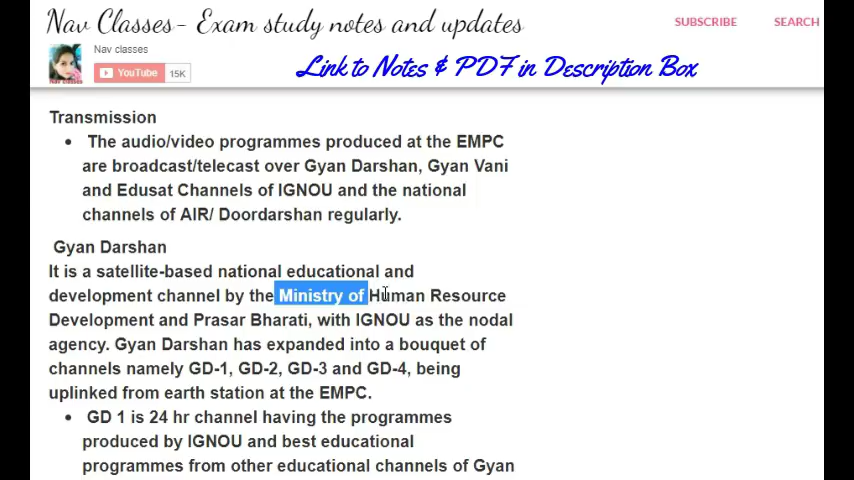 Nav Classes- Exam study notes and updates
SUBSCRIBE
SEARCH
Nav classes
YouTube 15K
Link to Notes & PDF in Description Box
Transmission
• The audio/video programmes produced at the EMPC
are broadcast/telecast over Gyan Darshan, Gyan Vani
and Edusat Channels of IGNOU and the national
channels of AIR/ Doordarshan regularly.
Gyan Darshan
It is a satellite-based national educational and
development channel by the Ministry of Human Resource
Development and Prasar Bharati, with IGNOU as the nodal
agency. Gyan Darshan has expanded into a bouquet of
channels namely GD-1, GD-2, GD-3 and GD-4, being
uplinked from earth station at the EMPC.
• GD 1 is 24 hr channel having the programmes
produced by IGNOU and best educational
programmes from other educational channels of Gyan